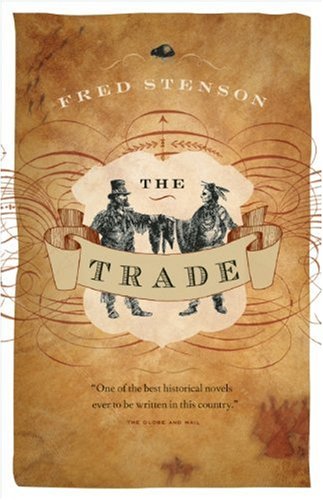 FRED STENSON
THE
TRADE
“One of the best historical novels
ever to be written in this country.”
THE GLOBE AND MAIL